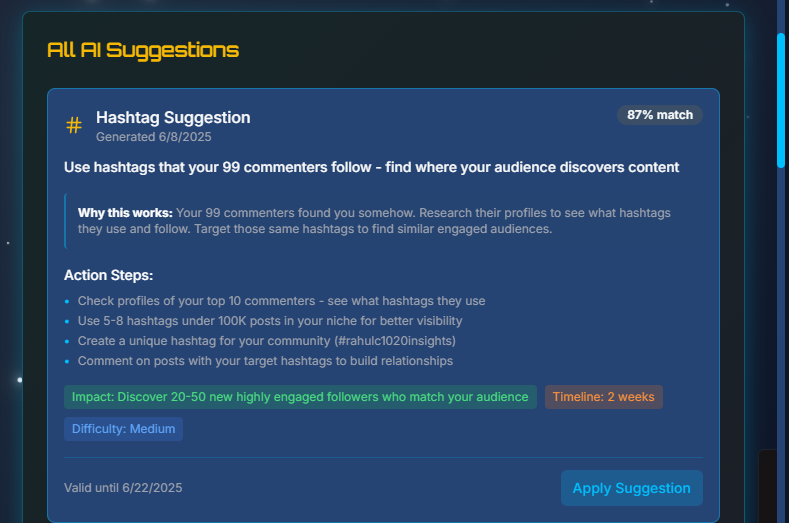 All AI Suggestions
# Hashtag Suggestion
87% match
Generated 6/8/2025
Use hashtags that your 99 commenters follow - find where your audience discovers content
Why this works: Your 99 commenters found you somehow. Research their profiles to see what hashtags
they use and follow. Target those same hashtags to find similar engaged audiences.
Action Steps:
• Check profiles of your top 10 commenters - see what hashtags they use
• Use 5-8 hashtags under 100K posts in your niche for better visibility
• Create a unique hashtag for your community (#rahulc1020insights)
• Comment on posts with your target hashtags to build relationships
Impact: Discover 20-50 new highly engaged followers who match your audience
Timeline: 2 weeks
Difficulty: Medium
Valid until 6/22/2025
Apply Suggestion